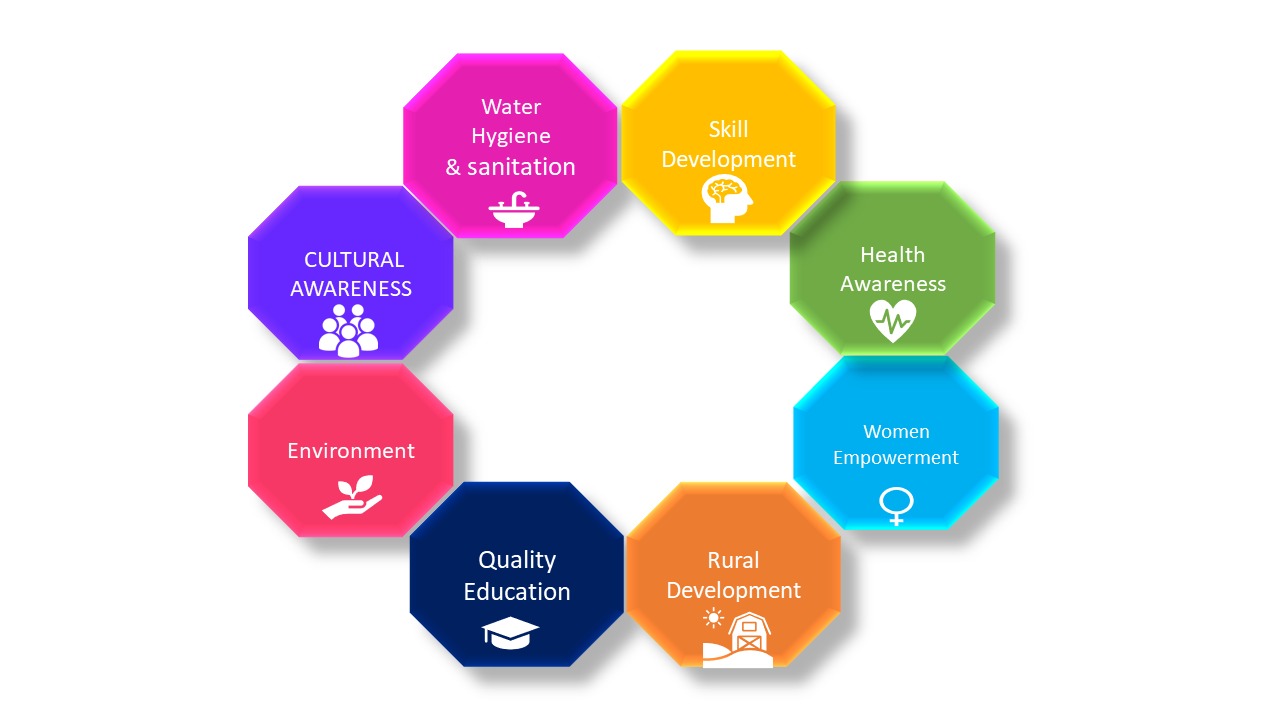 Water
Hygiene
& sanitation
Skill
Development
Health
Awareness
Women
Empowerment
Rural
Development
Quality
Education
Environment
CULTURAL
AWARENESS